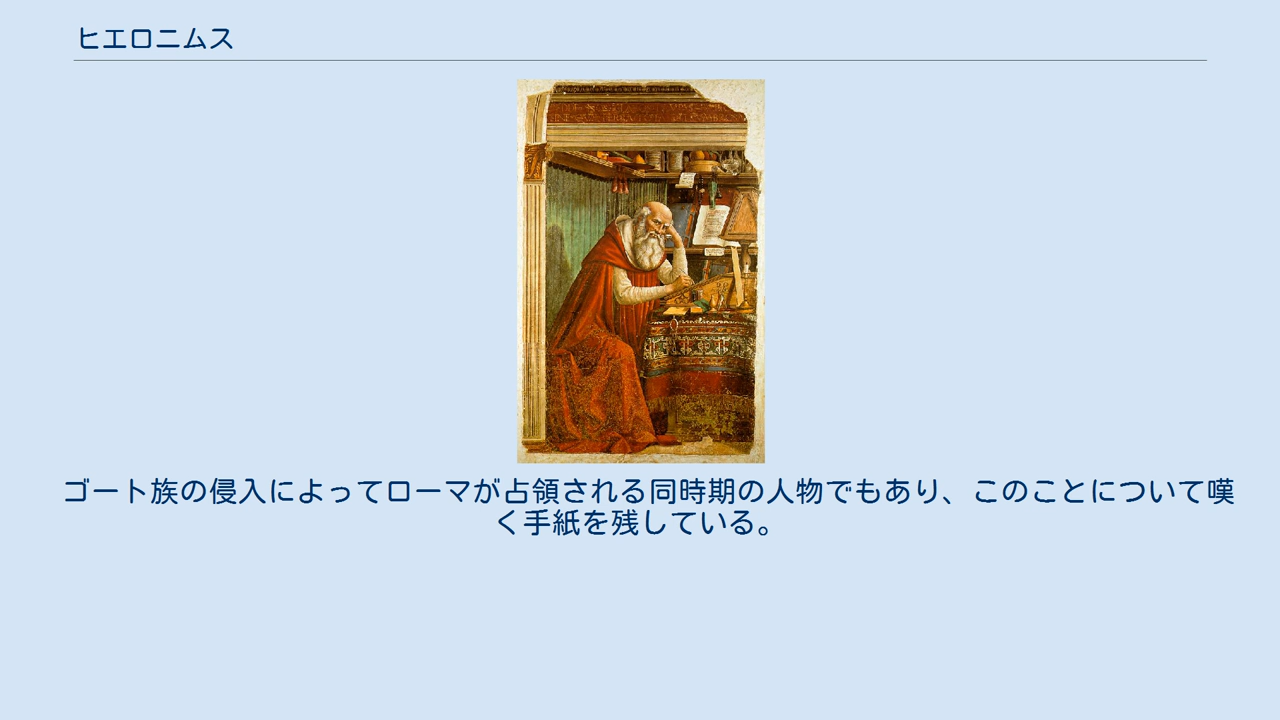 ヒエロニムス
ゴート族の侵入によってローマが占領される同時期の人物でもあり、このことについて嘆
く手紙を残している。